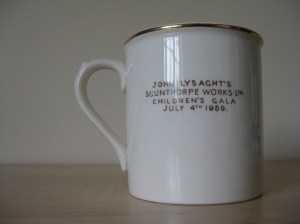 JOHN LYSAGHT'S
SCUNTHORPE WORKS LTD.
CHILDREN'S GALA
JULY 4TH 1959.